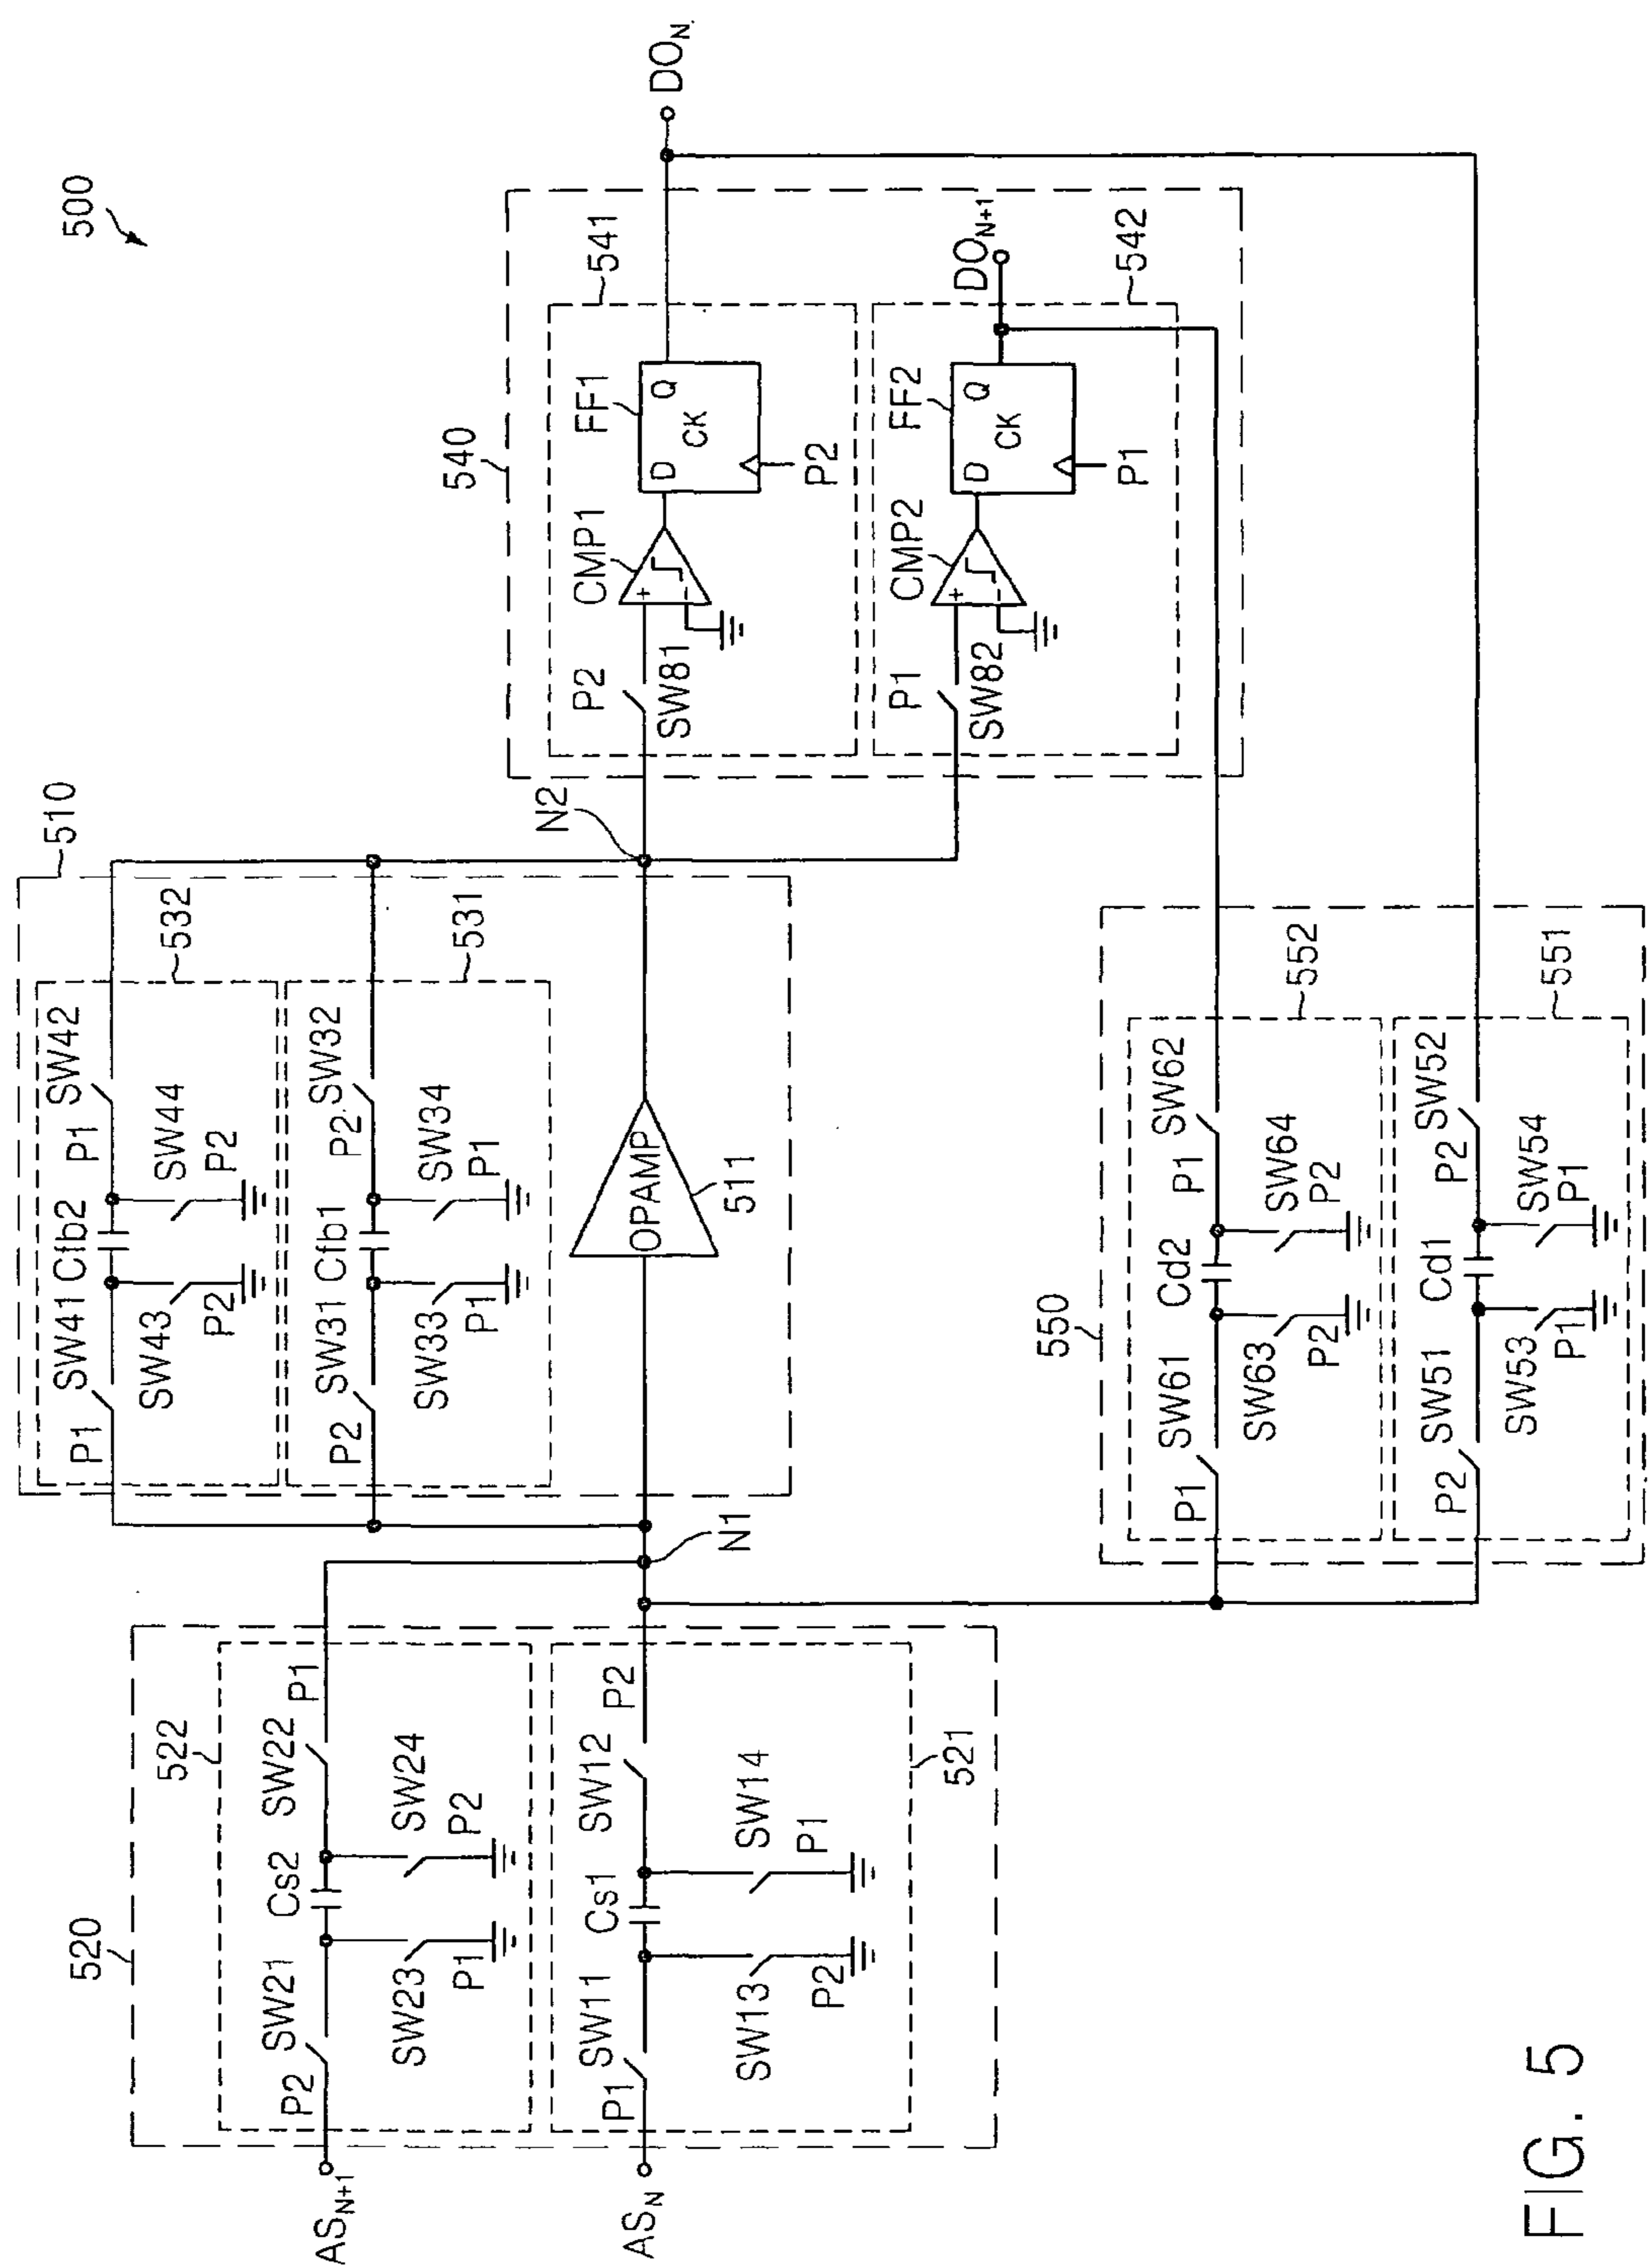 500
510
532
P1
SW41
Cfb2
P1
SW42
SW43
P2
SW44
P2
531
P2
SW31
Cfb1
P2
SW32
SW33
P1
SW34
P1
OPAMP
511
N1
N2
520
522
AS_{N+1}
P2
SW21
Cs2
SW22
P1
SW23
P1
SW24
P2
521
AS_N
P1
SW11
Cs1
SW12
P2
SW13
P2
SW14
P1
540
541
P2
SW81
CMP1
+
-
FF1
D
Q
CK
P2
DO_N
542
P1
SW82
CMP2
+
-
FF2
D
Q
CK
P1
DO_{N+1}
550
552
P1
SW61
Cd2
P1
SW62
SW63
P2
SW64
P2
551
P2
SW51
Cd1
P2
SW52
SW53
P1
SW54
P1
FIG. 5